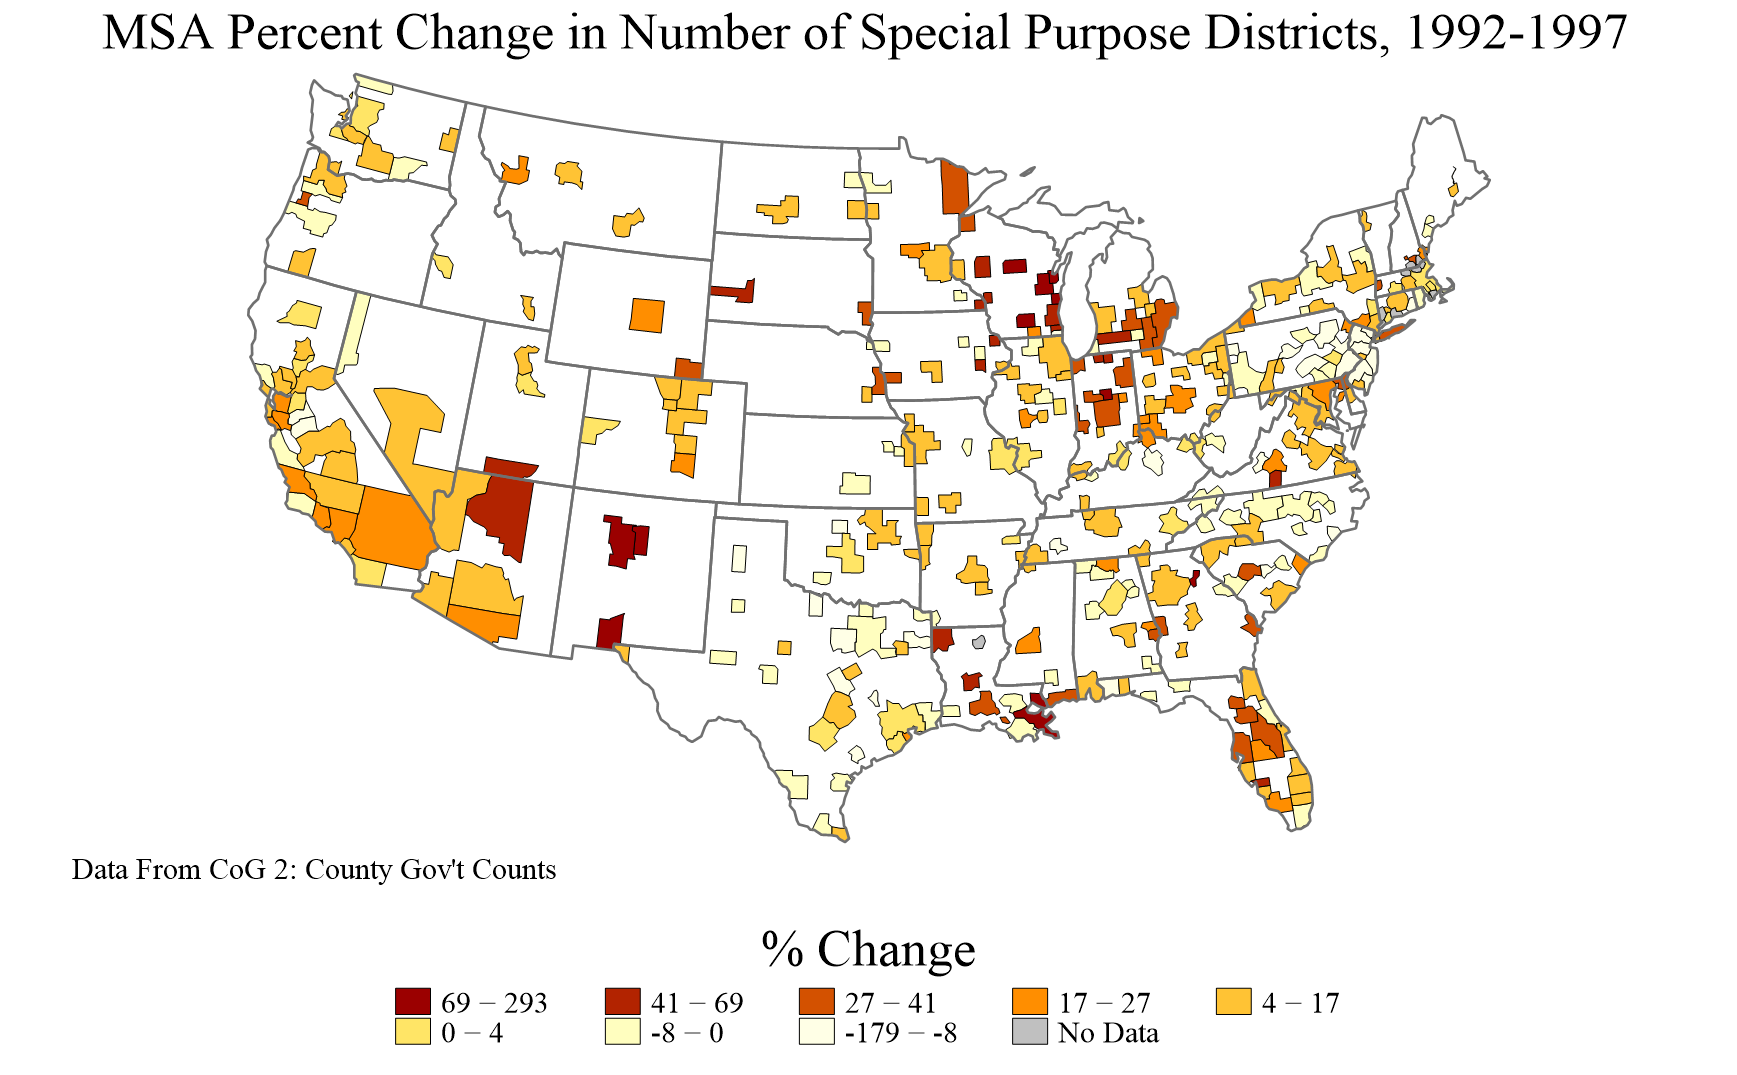 MSA Percent Change in Number of Special Purpose Districts, 1992-1997
Data From CoG 2: County Gov't Counts
% Change
69 – 293 41 – 69 27 – 41 17 – 27 4 – 17
0 – 4 -8 – 0 -179 – -8 No Data